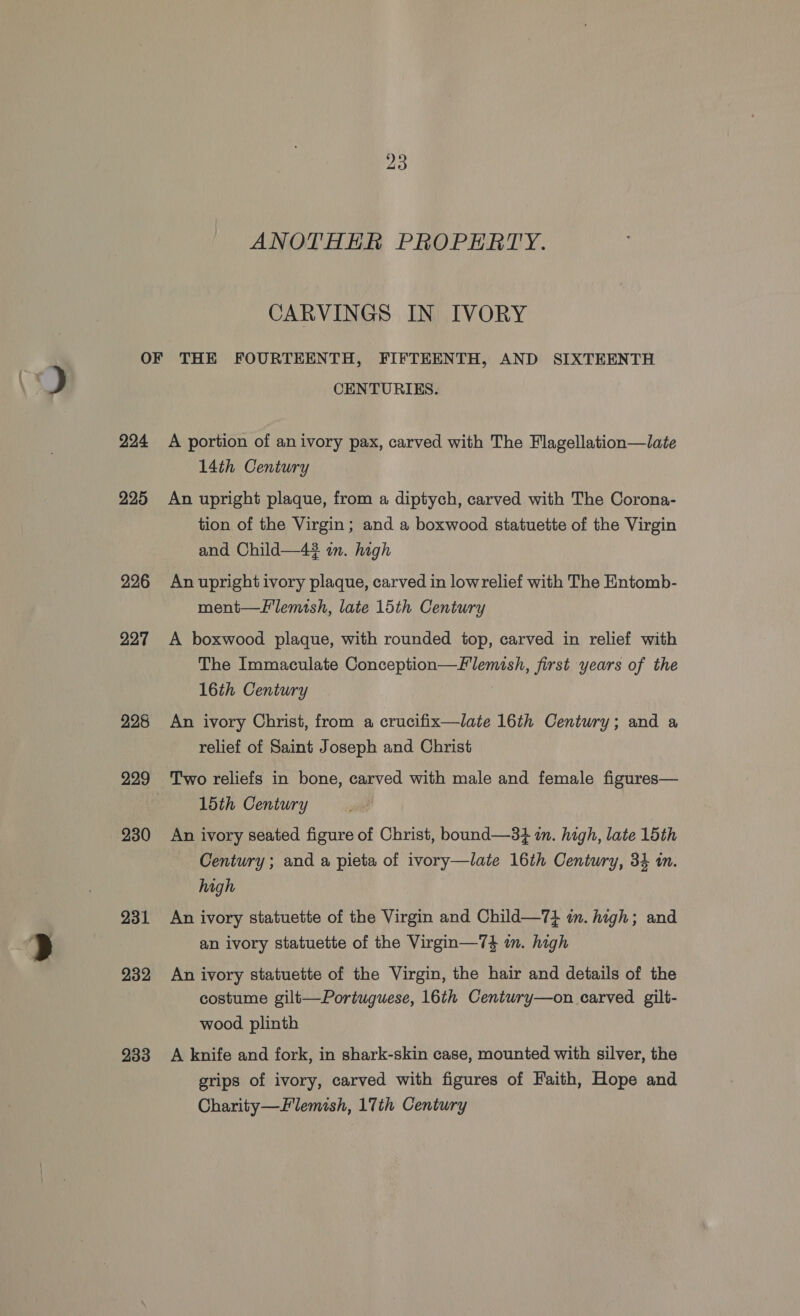 23
ANOTHER PROPERTY.
CARVINGS IN IVORY
OF THE FOURTEENTH, FIFTEENTH, AND SIXTEENTH
CENTURIES.
224 A portion of an ivory pax, carved with The Flagellation—late
14th Century
225 An upright plaque, from a diptych, carved with The Corona-
tion of the Virgin; and a boxwood statuette of the Virgin
and Child—4¾ in. high
226 An upright ivory plaque, carved in low relief with The Entomb-
ment—Flemish, late 15th Century
227 A boxwood plaque, with rounded top, carved in relief with
The Immaculate Conception—Flemish, first years of the
16th Century
228 An ivory Christ, from a crucifix—late 16th Century; and a
relief of Saint Joseph and Christ
229 Two reliefs in bone, carved with male and female figures—
15th Century
230 An ivory seated figure of Christ, bound—3¼ in. high, late 15th
Century; and a pieta of ivory—late 16th Century, 3½ in.
high
231 An ivory statuette of the Virgin and Child—7¼ in. high; and
an ivory statuette of the Virgin—7½ in. high
232 An ivory statuette of the Virgin, the hair and details of the
costume gilt—Portuguese, 16th Century—on carved gilt-
wood plinth
233 A knife and fork, in shark-skin case, mounted with silver, the
grips of ivory, carved with figures of Faith, Hope and
Charity—Flemish, 17th Century